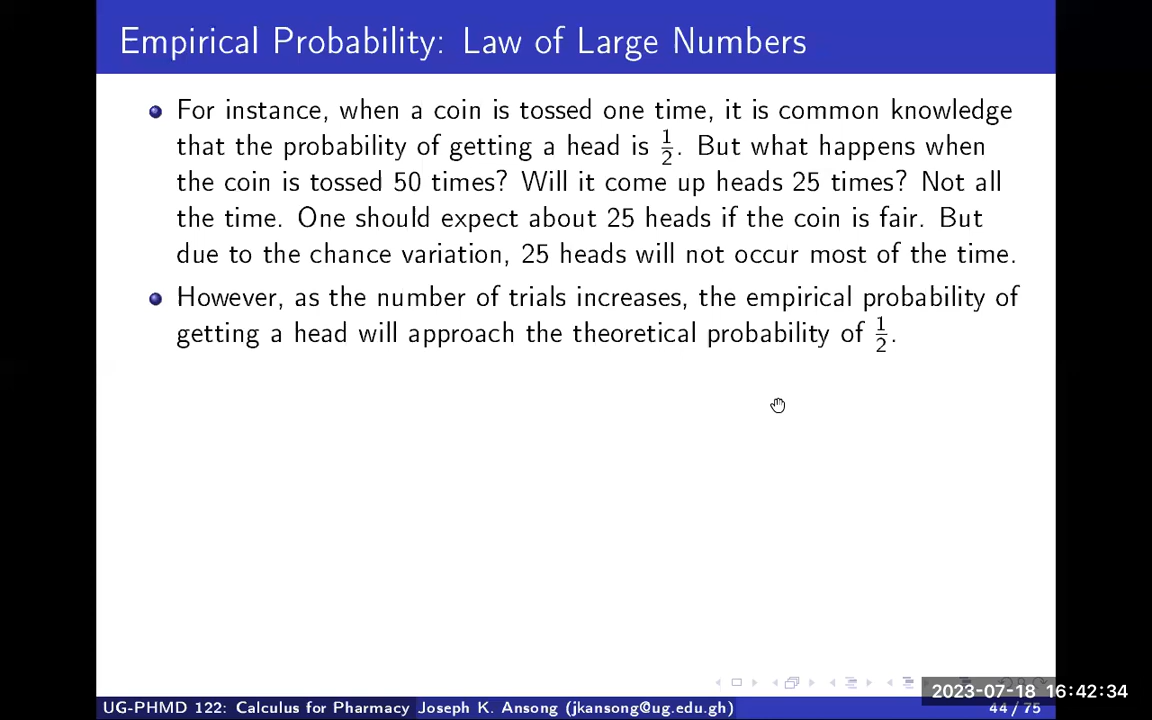 Empirical Probability: Law of Large Numbers
For instance, when a coin is tossed one time, it is common knowledge
that the probability of getting a head is 1/2. But what happens when
the coin is tossed 50 times? Will it come up heads 25 times? Not all
the time. One should expect about 25 heads if the coin is fair. But
due to the chance variation, 25 heads will not occur most of the time.
However, as the number of trials increases, the empirical probability of
getting a head will approach the theoretical probability of 1/2.
2023-07-18 16:42:34
UG-PHMD 122: Calculus for Pharmacy Joseph K. Ansong (jkansong@ug.edu.gh) 44 / 75